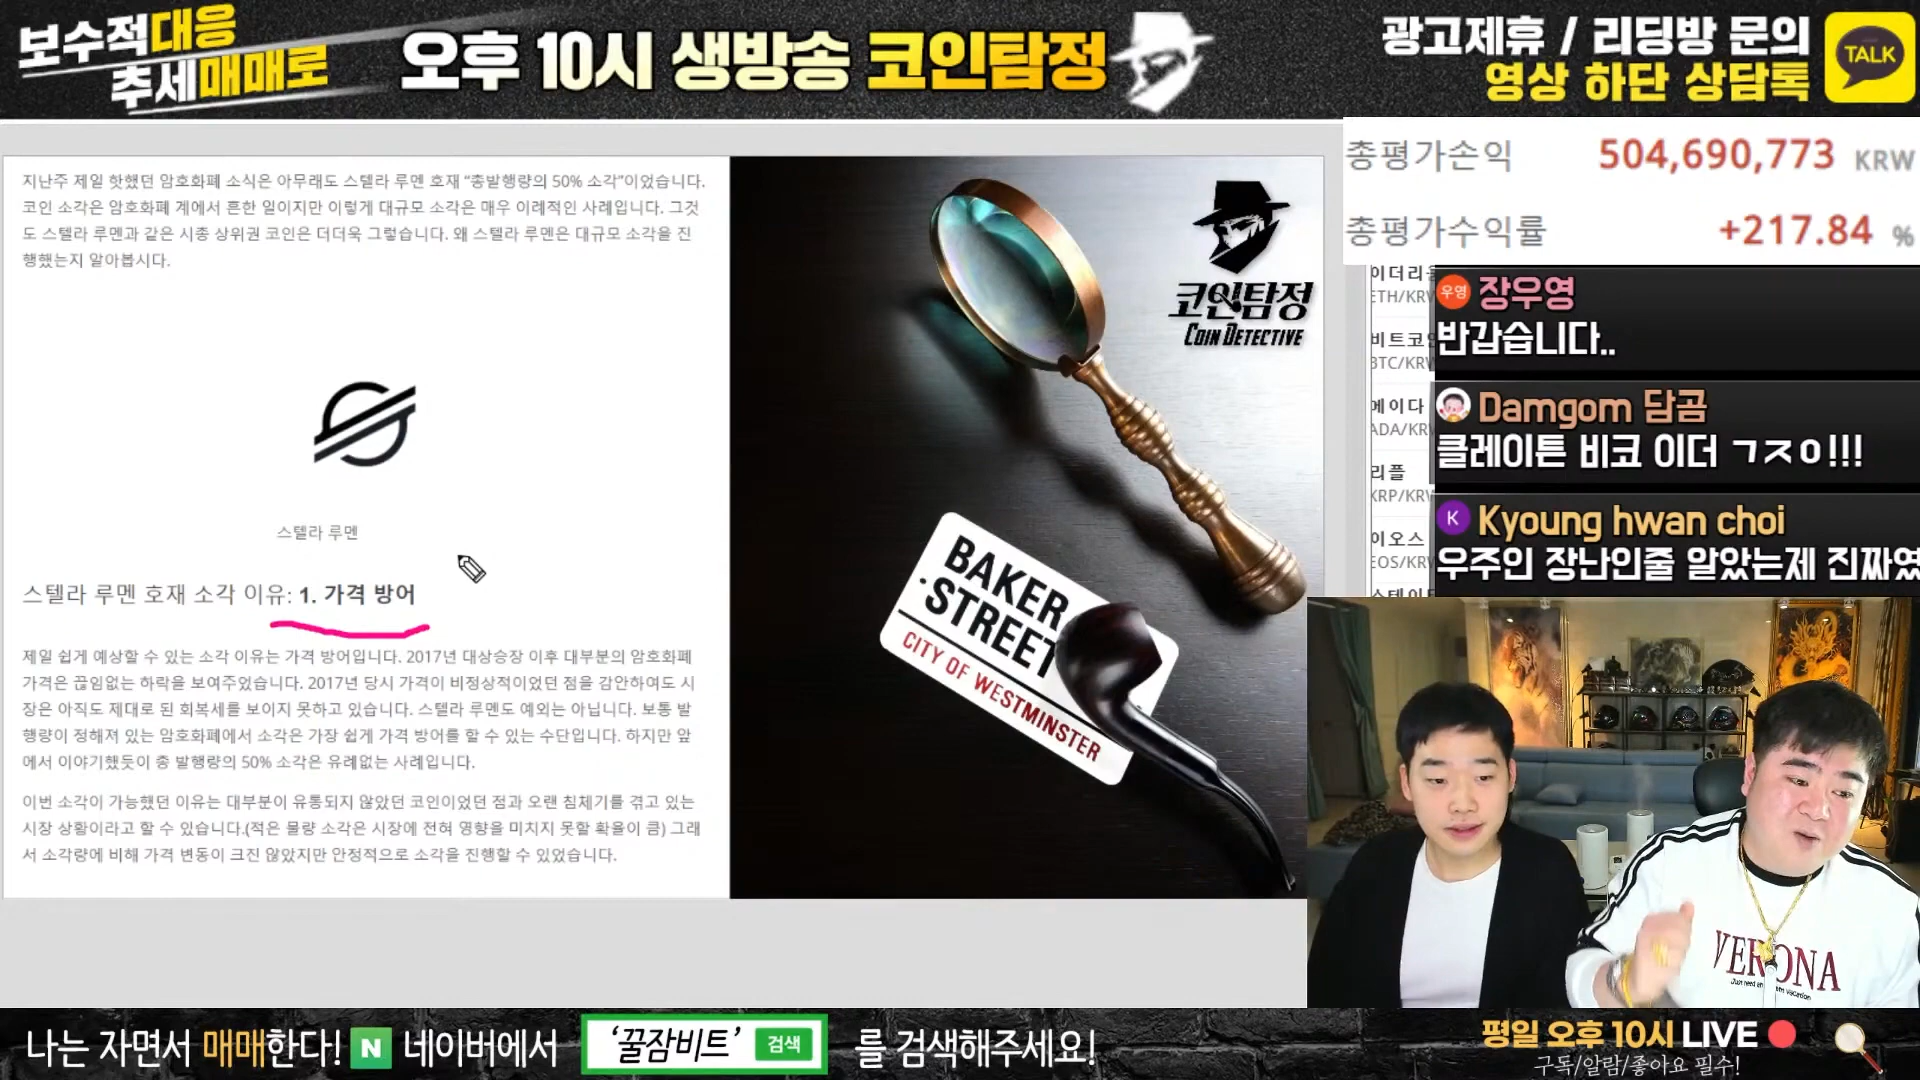 보수적대응
추세매매로
오후 10시 생방송 코인탐정
광고제휴 / 리딩방 문의
영상 하단 상담톡
TALK
총평가손익 504,690,773 KRW
총평가수익률 +217.84 %
지난주 제일 핫했던 암호화폐 소식은 아무래도 스텔라 루멘 호재 “총발행량의 50% 소각”이었습니다.
코인 소각은 암호화폐 계에서 흔한 일이지만 이렇게 대규모 소각은 매우 이례적인 사례입니다. 그것
도 스텔라 루멘과 같은 시총 상위권 코인은 더더욱 그렇습니다. 왜 스텔라 루멘은 대규모 소각을 진
행했는지 알아봅시다.
스텔라 루멘
스텔라 루멘 호재 소각 이유: 1. 가격 방어
제일 쉽게 예상할 수 있는 소각 이유는 가격 방어입니다. 2017년 대상승장 이후 대부분의 암호화폐
가격은 끊임없는 하락을 보여주었습니다. 2017년 당시 가격이 비정상적이었던 점을 감안하여도 시
장은 아직도 제대로 된 회복세를 보이지 못하고 있습니다. 스텔라 루멘도 예외는 아닙니다. 보통 발
행량이 정해져 있는 암호화폐에서 소각은 가장 쉽게 가격 방어를 할 수 있는 수단입니다. 하지만 앞
에서 이야기했듯이 총 발행량의 50% 소각은 유례없는 사례입니다.
이번 소각이 가능했던 이유는 대부분이 유통되지 않았던 코인이었던 점과 오랜 침체기를 겪고 있는
시장 상황이라고 할 수 있습니다.(적은 물량 소각은 시장에 전혀 영향을 미치지 못할 확율이 큼) 그래
서 소각량에 비해 가격 변동이 크진 않았지만 안정적으로 소각을 진행할 수 있었습니다.
코인탐정
COIN DETECTIVE
BAKER
STREET
CITY OF WESTMINSTER
이더리
ETH/KR
비트코
BTC/KR
에이다
ADA/KR
리플
XRP/KR
이오스
EOS/KR
우영 장우영
반갑습니다..
Damgom 담곰
클레이튼 비코 이더 ㄱㅈㅇ!!!
K Kyoung hwan choi
우주인 장난인줄 알았는제 진짜였
VERONA
나는 자면서 매매한다! N 네이버에서 ‘꿀잠비트’ 검색 를 검색해주세요!
평일 오후 10시 LIVE
구독/알람/좋아요 필수!